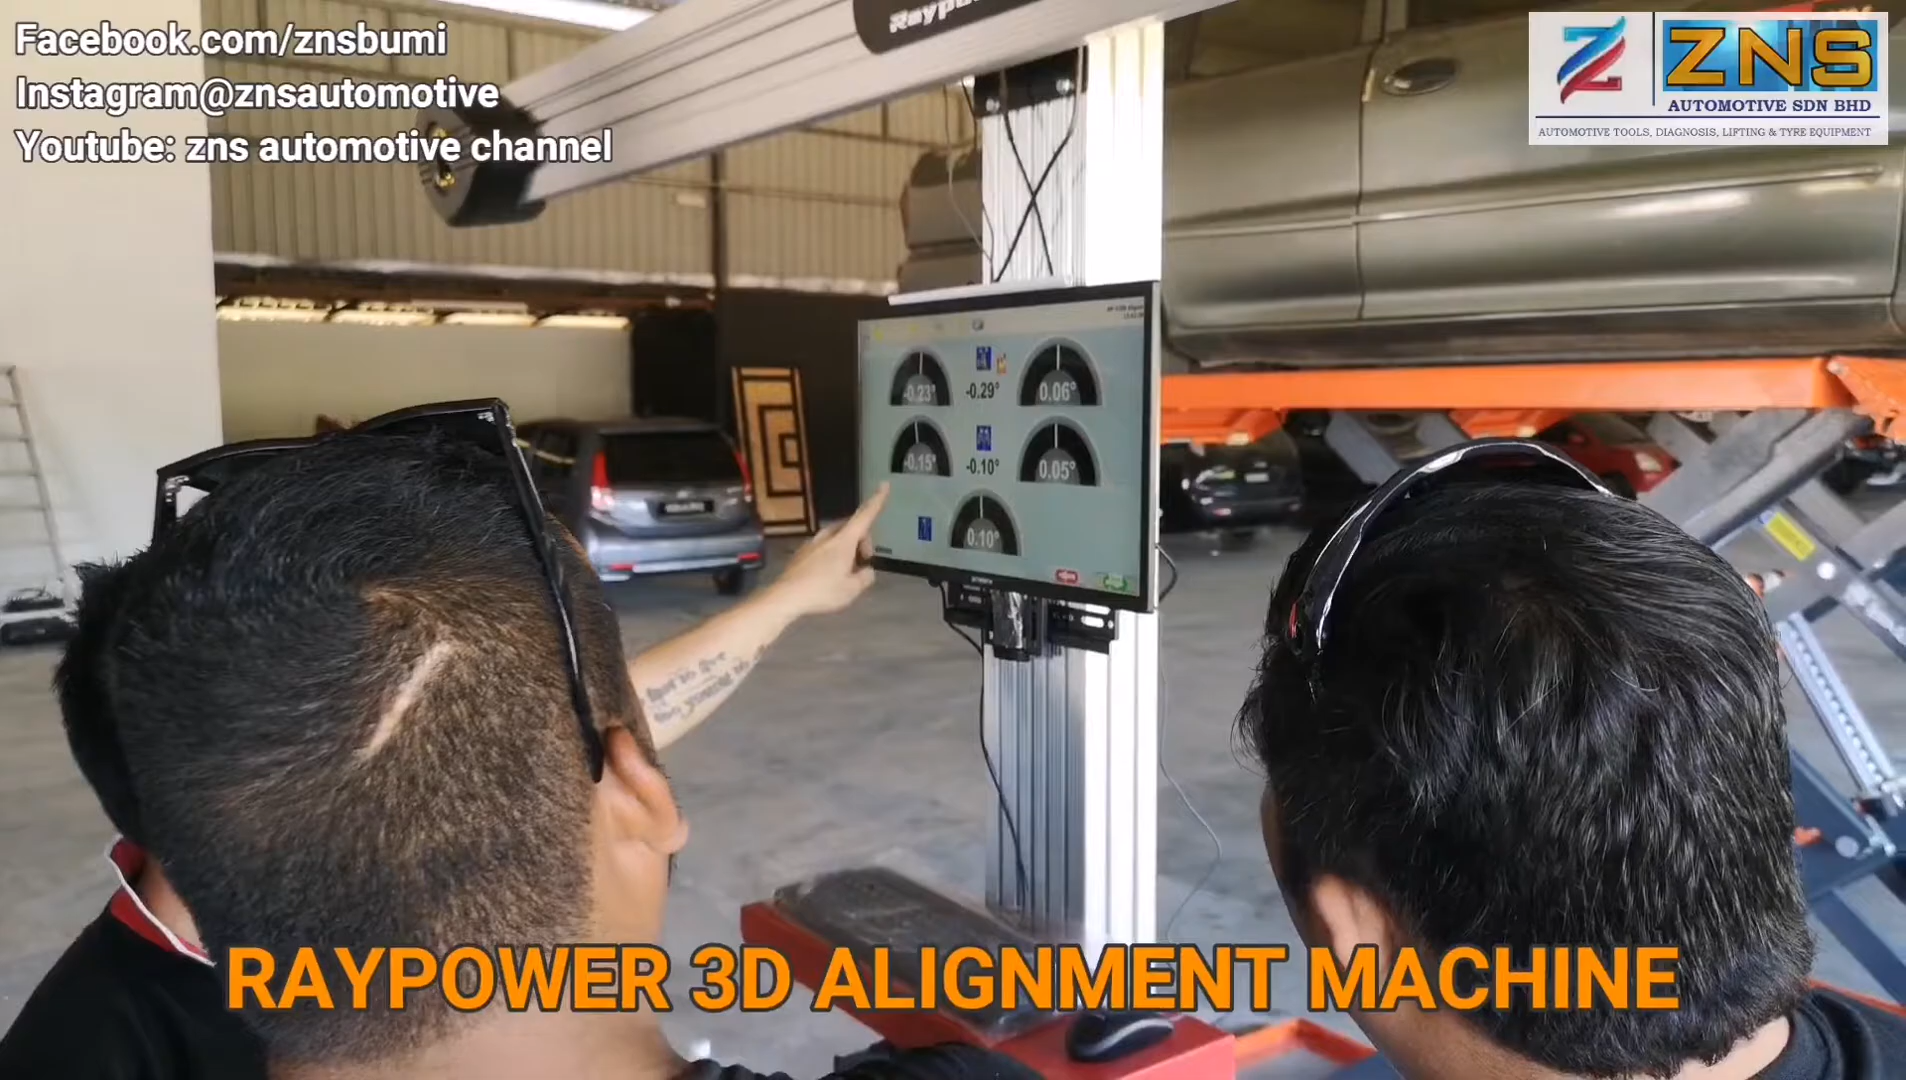 Facebook.com/znsbumi
Instagram@znsautomotive
Youtube: zns automotive channel
ZNS
AUTOMOTIVE SDN BHD
AUTOMOTIVE TOOLS, DIAGNOSIS, LIFTING & TYRE EQUIPMENT
-0.23°
-0.29°
0.06°
-0.15°
-0.10°
0.05°
0.10°
RAYPOWER 3D ALIGNMENT MACHINE